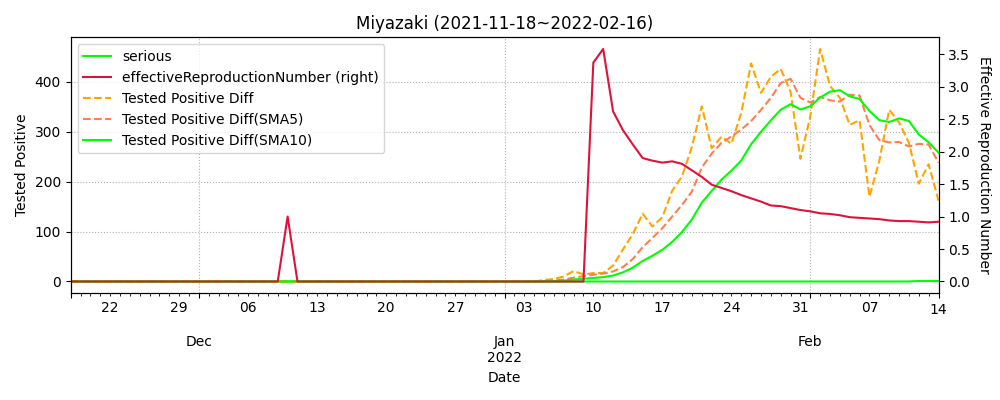 Miyazaki (2021-11-18~2022-02-16)
serious
effectiveReproductionNumber (right)
Tested Positive Diff
Tested Positive Diff(SMA5)
Tested Positive Diff(SMA10)
Tested Positive
400
300
200
100
0
3.5
3.0
2.5
2.0
1.5
1.0
0.5
0.0
Effective Reproduction Number
22 29 06 13 20 27 03 10 17 24 31 07 14
Dec Jan Feb
2022
Date